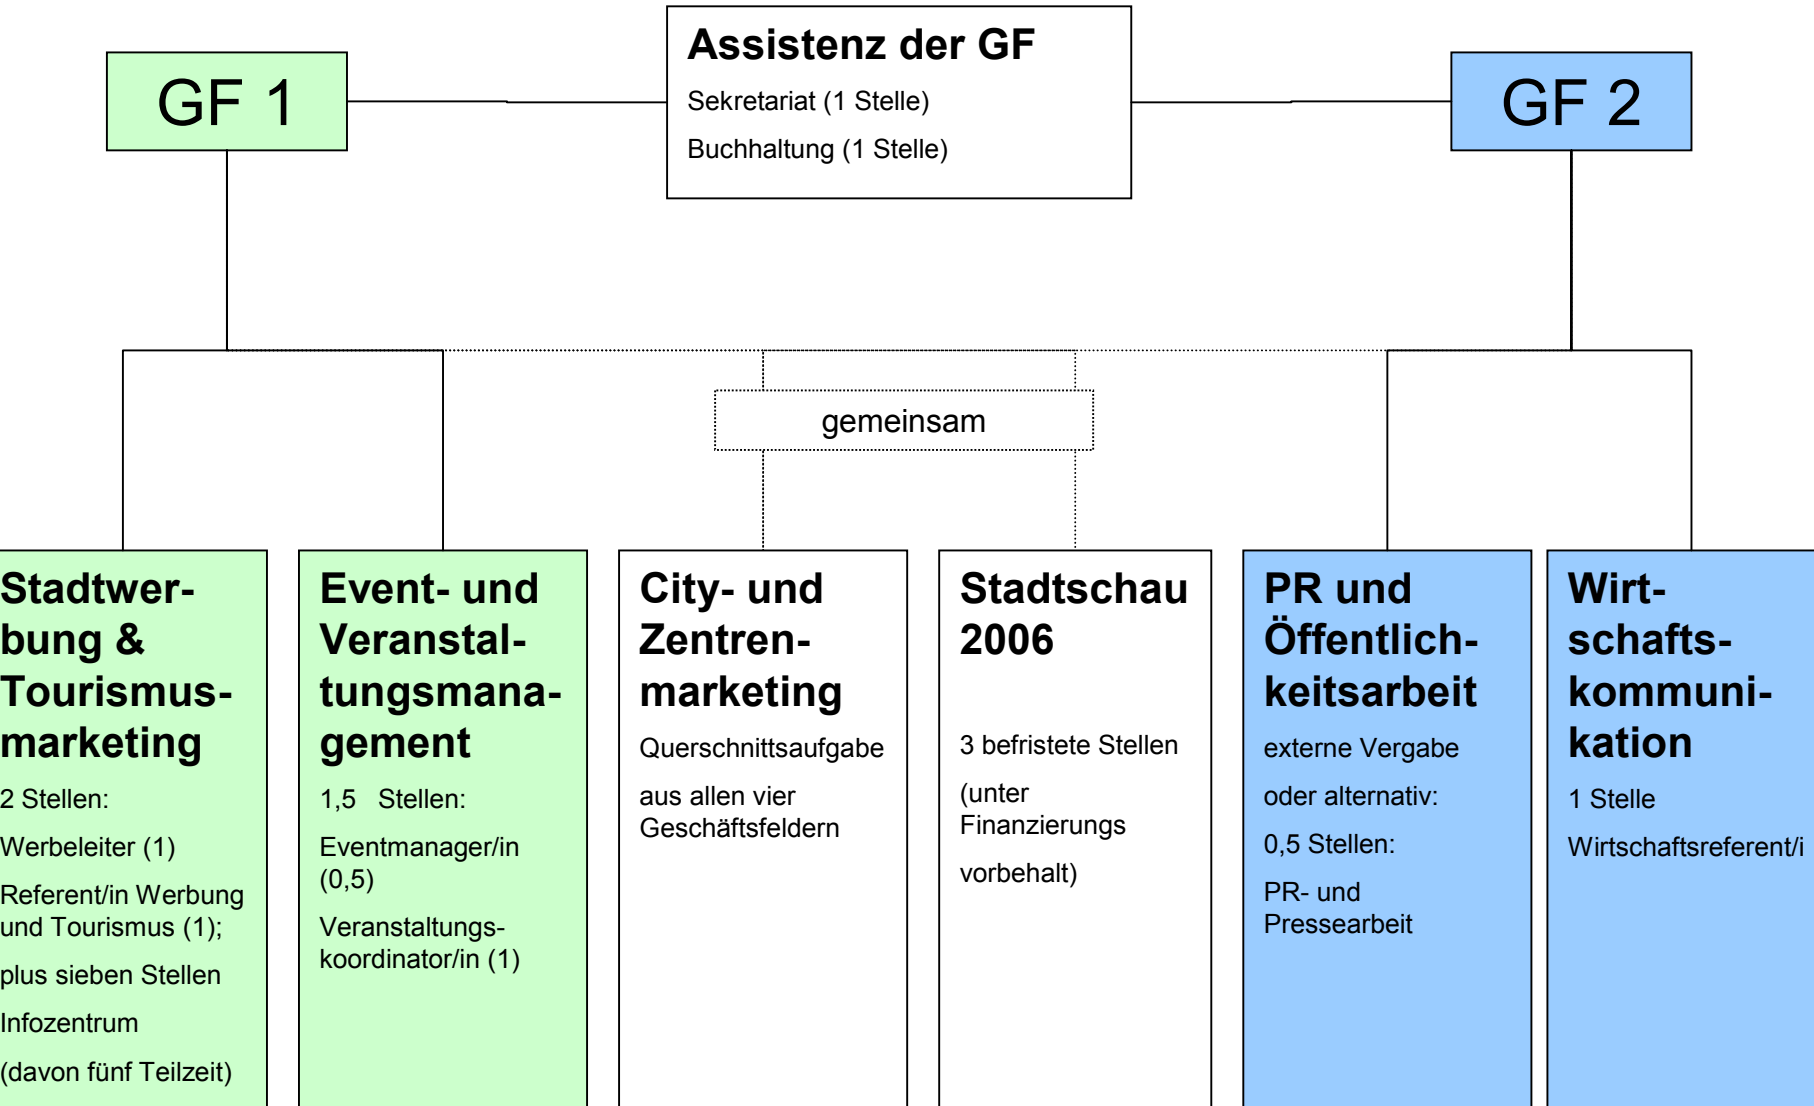 Assistenz der GF
Sekretariat (1 Stelle)
Buchhaltung (1 Stelle)
GF 1
GF 2
gemeinsam
Stadtwer-
bung &
Tourismus-
marketing
2 Stellen:
Werbeleiter (1)
Referent/in Werbung
und Tourismus (1);
plus sieben Stellen
Infozentrum
(davon fünf Teilzeit)
Event- und
Veranstal-
tungsmana-
gement
1,5 Stellen:
Eventmanager/in
(0,5)
Veranstaltungs-
koordinator/in (1)
City- und
Zentren-
marketing
Querschnittsaufgabe
aus allen vier
Geschäftsfeldern
Stadtschau
2006
3 befristete Stellen
(unter
Finanzierungs
vorbehalt)
PR und
Öffentlich-
keitsarbeit
externe Vergabe
oder alternativ:
0,5 Stellen:
PR- und
Pressearbeit
Wirt-
schafts-
kommuni-
kation
1 Stelle
Wirtschaftsreferent/i